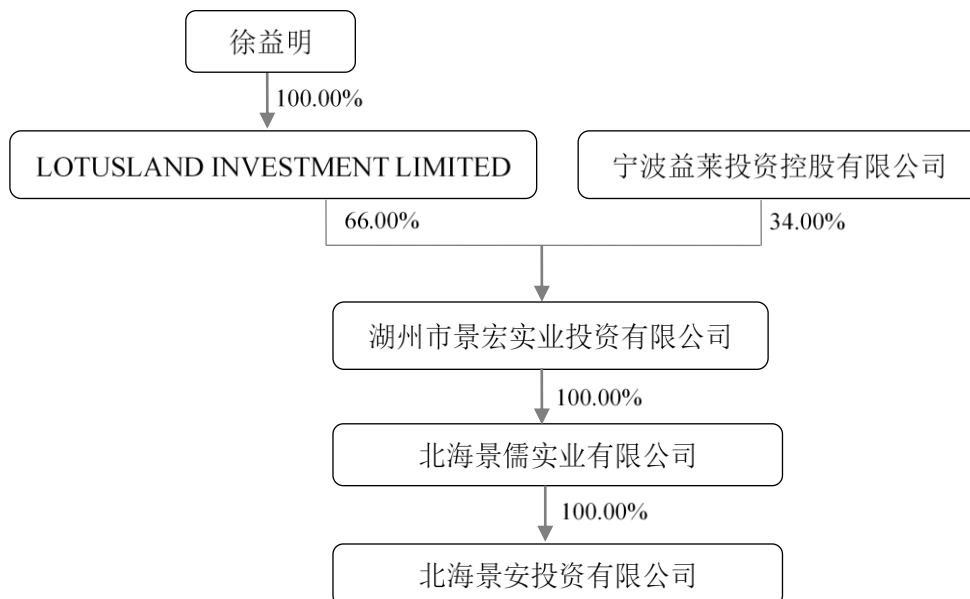 徐益明
100.00%
LOTUSLAND INVESTMENT LIMITED
宁波益莱投资控股有限公司
66.00%
34.00%
湖州市景宏实业投资有限公司
100.00%
北海景儒实业有限公司
100.00%
北海景安投资有限公司